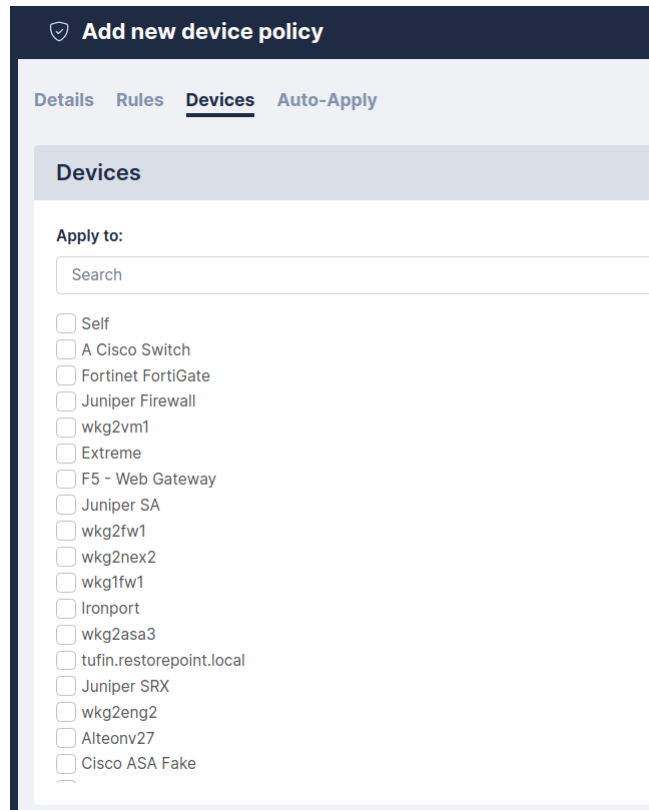 Add new device policy
Details Rules Devices Auto-Apply
Devices
Apply to:
Search
Self
A Cisco Switch
Fortinet FortiGate
Juniper Firewall
wkg2vm1
Extreme
F5 - Web Gateway
Juniper SA
wkg2fw1
wkg2nex2
wkg1fw1
Ironport
wkg2asa3
tufin.restorepoint.local
Juniper SRX
wkg2eng2
Alteonv27
Cisco ASA Fake